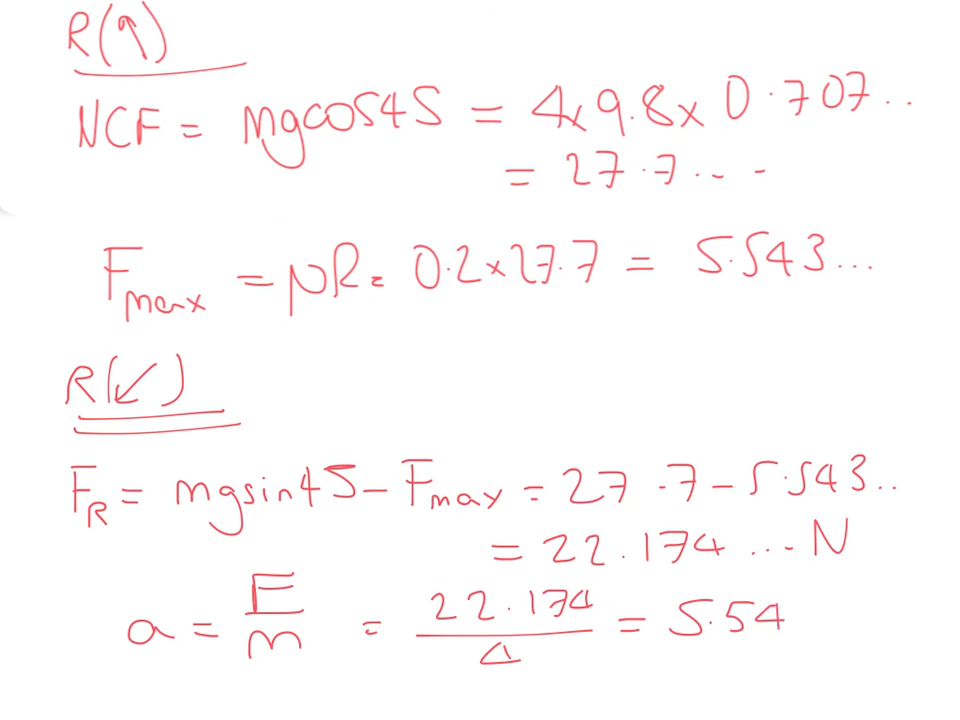 R(↑)
NCF = mgcos45 = 4x9.8x0.707..
= 27.7...
Fmax = μR = 0.2x27.7 = 5.543...
R(↙)
FR = mgsin45 - Fmax = 27.7 - 5.543..
= 22.174... N
a = F/m = 22.174/4 = 5.54